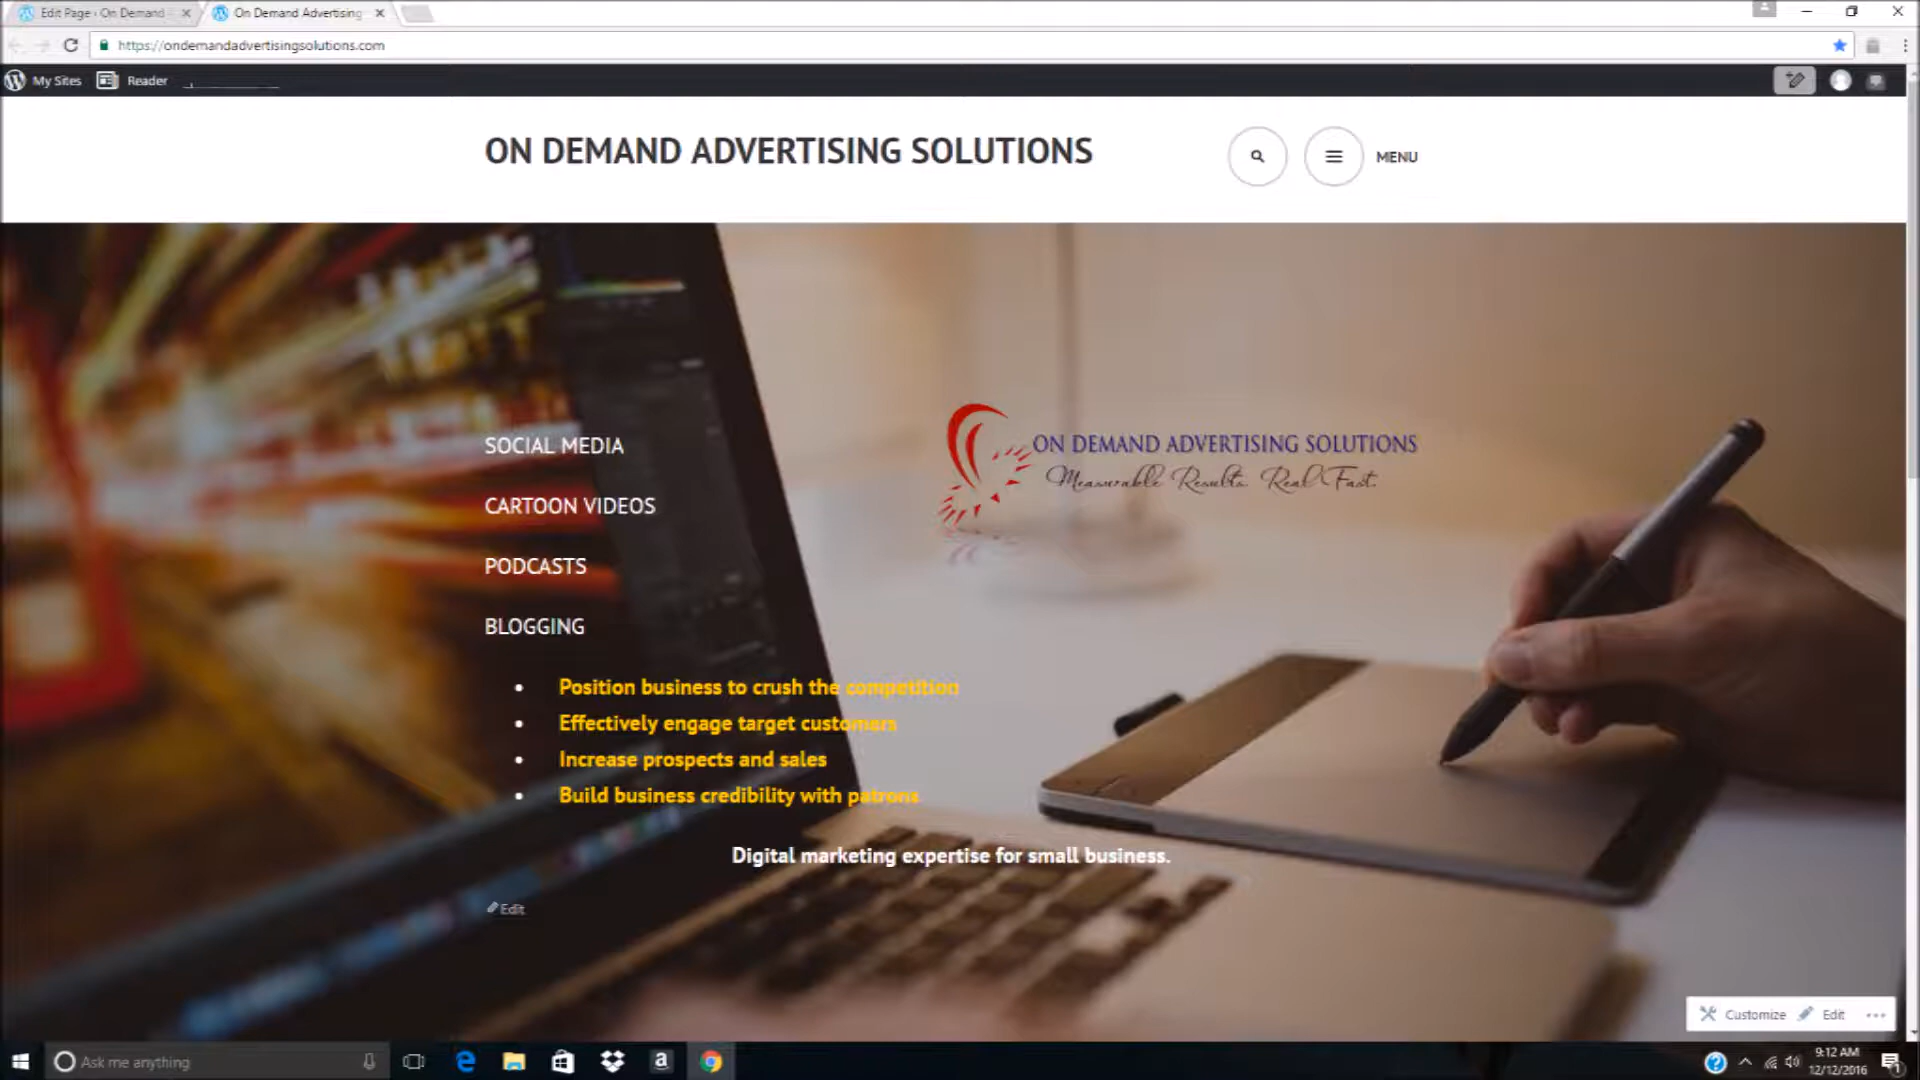 Edit Page ‹ On Demand
On Demand Advertising
https://ondemandadvertisingsolutions.com
My Sites
Reader
ON DEMAND ADVERTISING SOLUTIONS
MENU
SOCIAL MEDIA
ON DEMAND ADVERTISING SOLUTIONS
Measurable Results. Real Fast.
CARTOON VIDEOS
PODCASTS
BLOGGING
• Position business to crush the competition
• Effectively engage target customers
• Increase prospects and sales
• Build business credibility with patrons
Digital marketing expertise for small business.
Edit
Customize Edit
Ask me anything
9:12 AM
12/12/2016